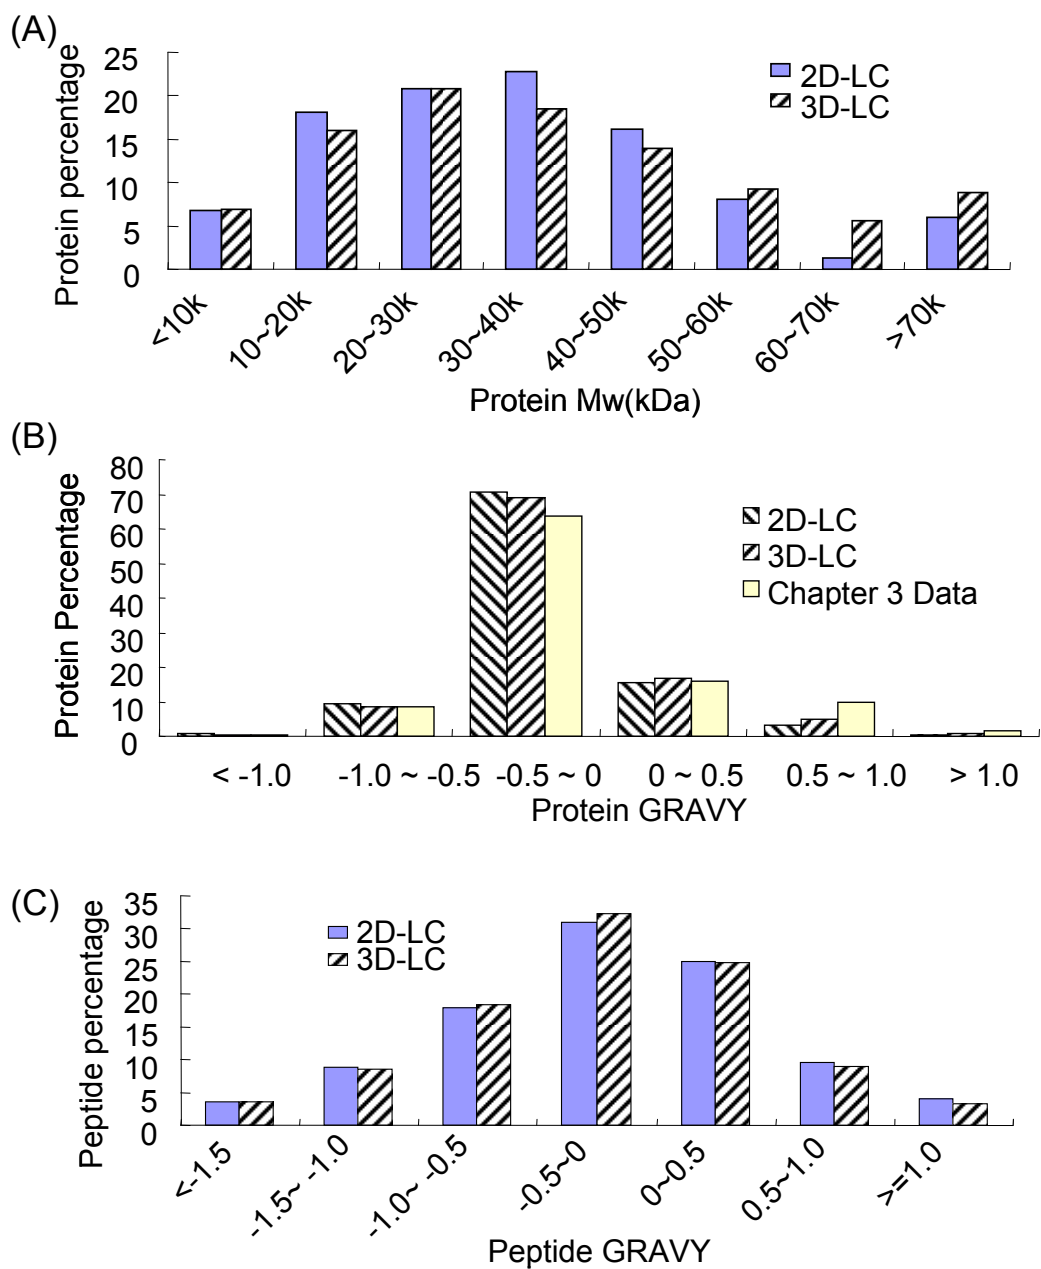 (A)
Protein percentage
25
20
15
10
5
0
2D-LC
3D-LC
<10k
10~20k
20~30k
30~40k
40~50k
50~60k
60~70k
>70k
Protein Mw(kDa)
(B)
Protein Percentage
80
70
60
50
40
30
20
10
0
2D-LC
3D-LC
Chapter 3 Data
< -1.0
-1.0 ~ -0.5
-0.5 ~ 0
0 ~ 0.5
0.5 ~ 1.0
> 1.0
Protein GRAVY
(C)
Peptide percentage
35
30
25
20
15
10
5
0
2D-LC
3D-LC
<-1.5
-1.5~ -1.0
-1.0~ -0.5
-0.5~0
0~0.5
0.5~1.0
>=1.0
Peptide GRAVY